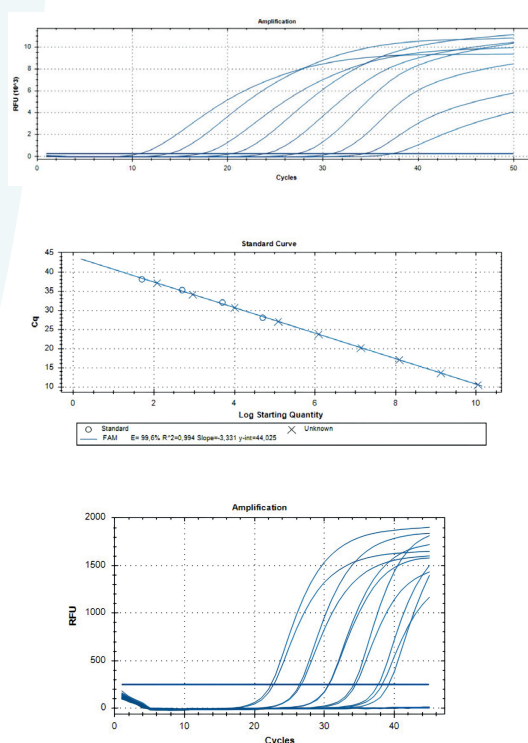 Amplification
RFU (10^3)
10
8
6
4
2
0
0 10 20 30 40 50
Cycles
Standard Curve
Cq
45
40
35
30
25
20
15
10
0 2 4 6 8 10
Log Starting Quantity
Standard Unknown
FAM E= 99,6% R^2=0,994 Slope=-3,331 y-int=44,025
Amplification
RFU
2000
1500
1000
500
0
0 10 20 30 40
Cycles